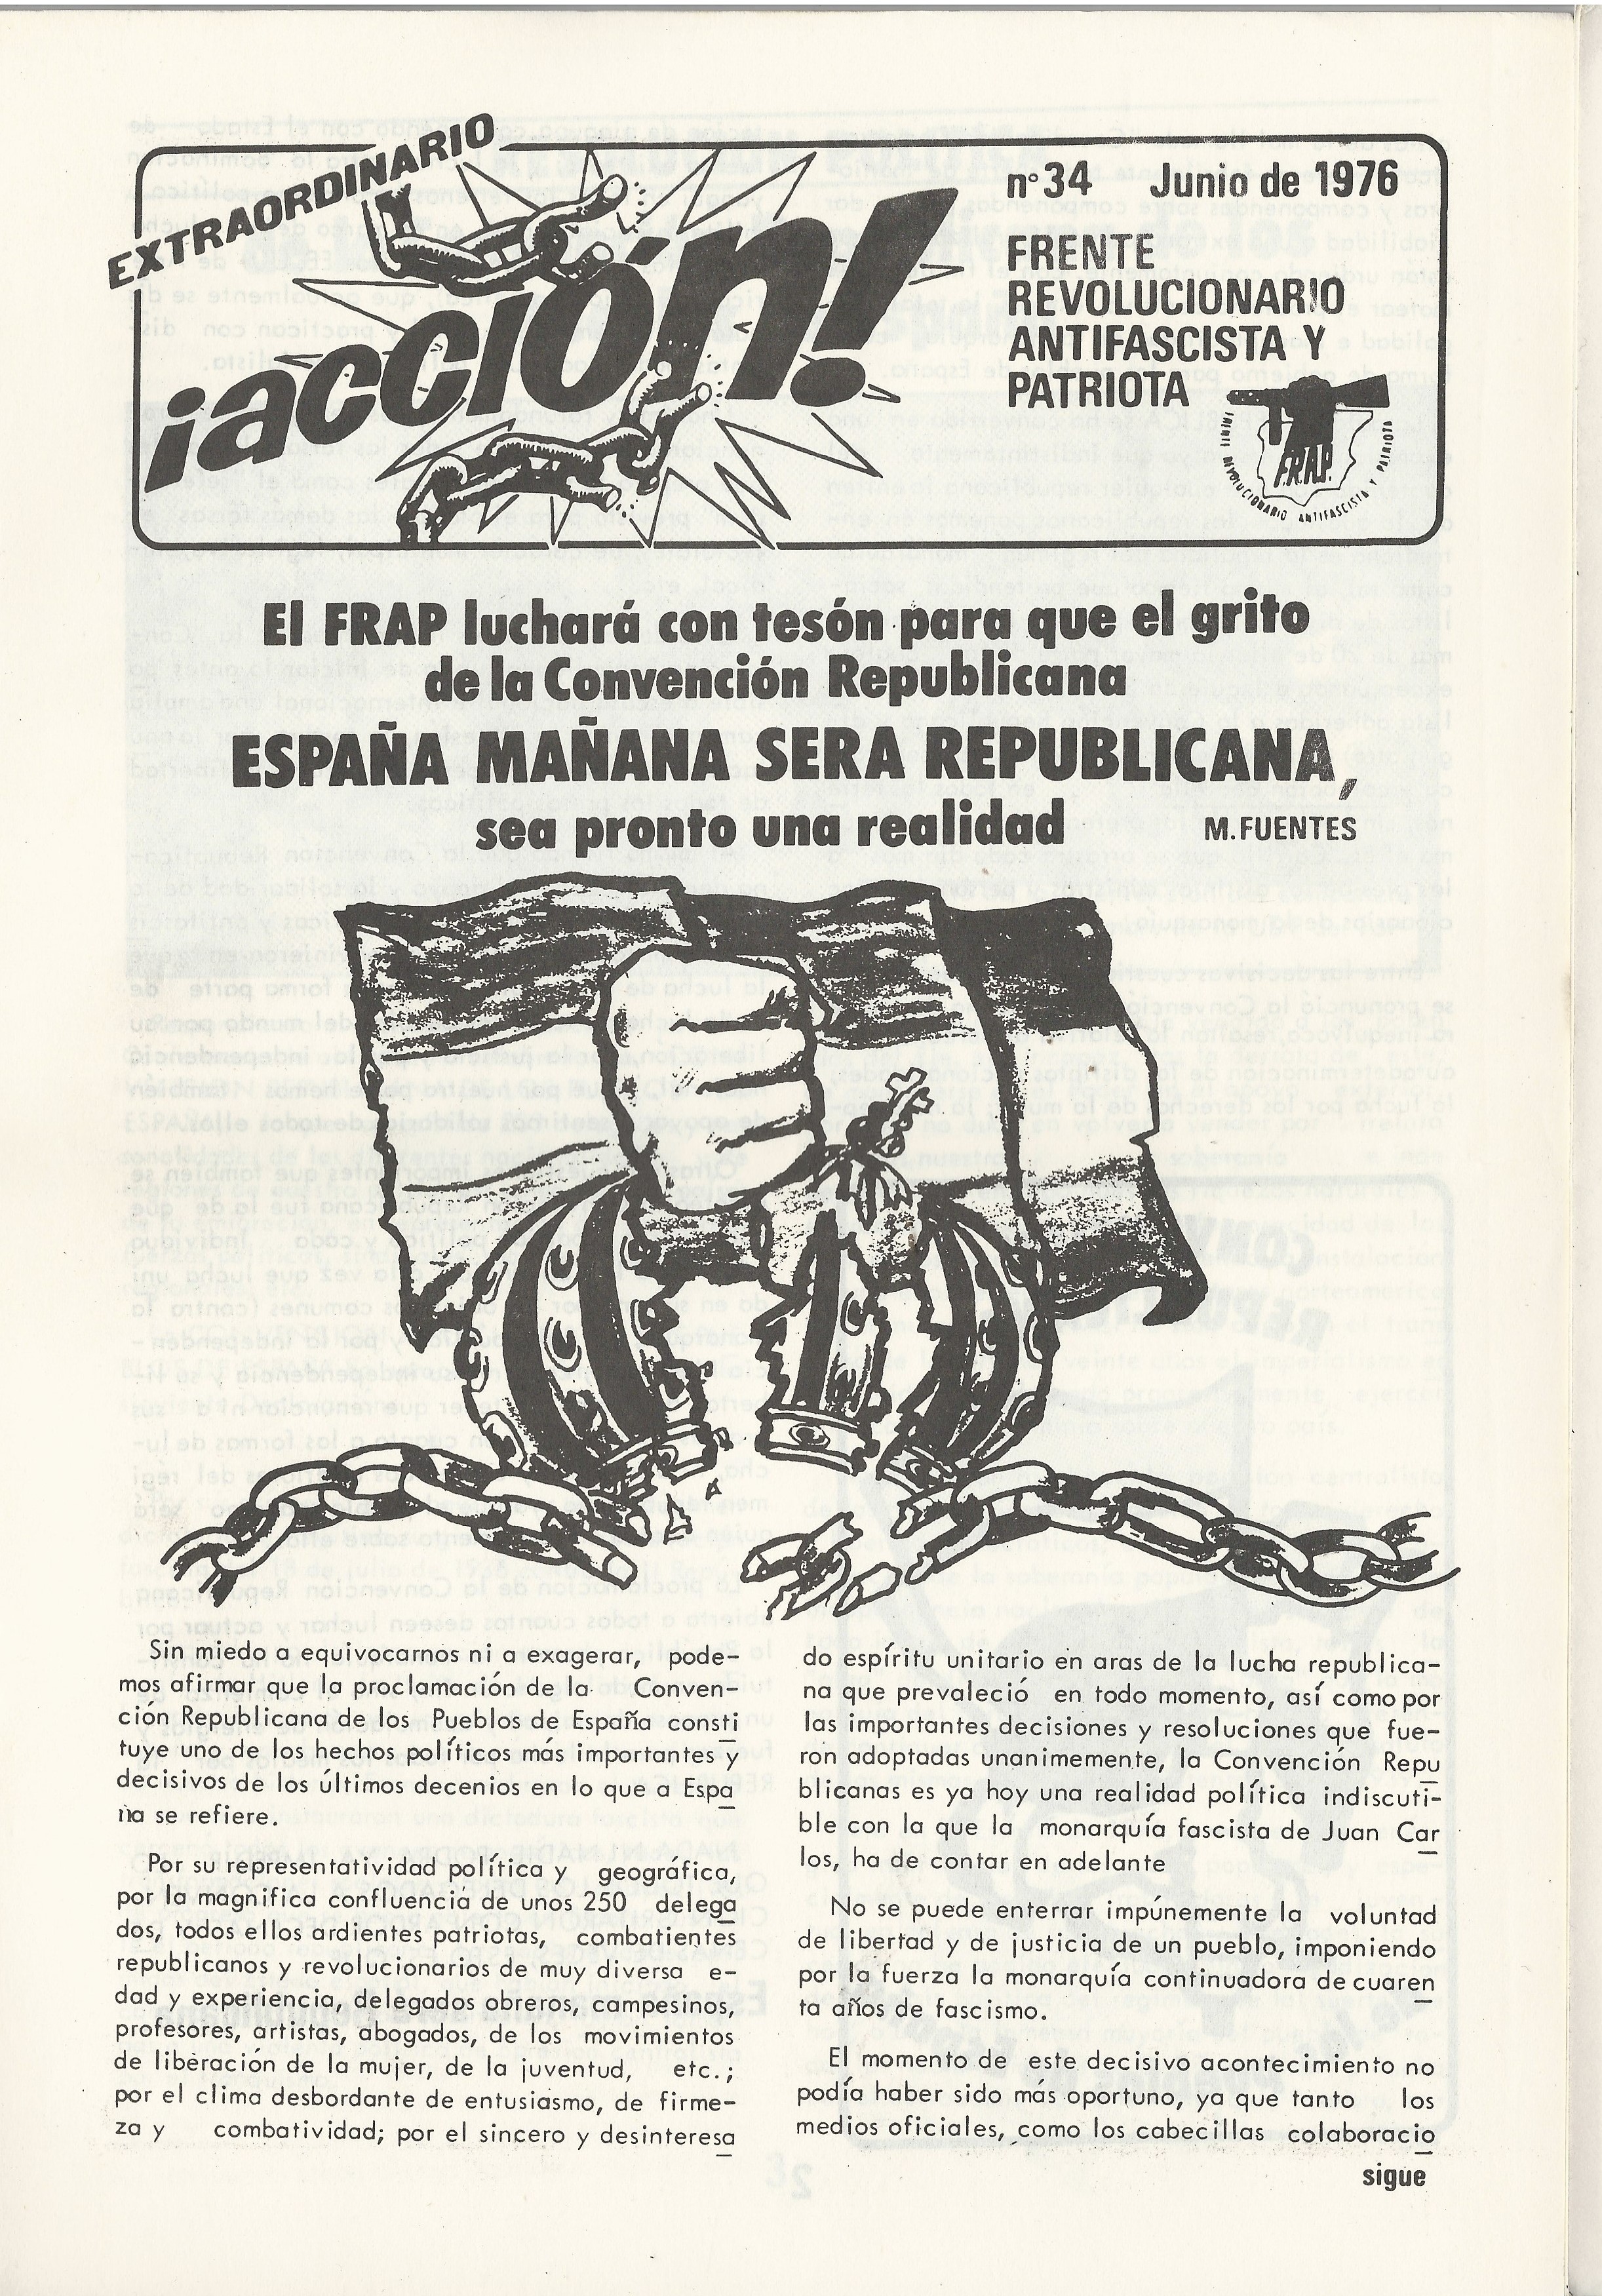 EXTRAORDINARIO
¡acción!
nº34 Junio de 1976
FRENTE
REVOLUCIONARIO
ANTIFASCISTA Y
PATRIOTA
F.R.A.P.
FRENTE REVOLUCIONARIO ANTIFASCISTA Y PATRIOTA
El FRAP luchará con tesón para que el grito
de la Convención Republicana
ESPAÑA MAÑANA SERA REPUBLICANA,
sea pronto una realidad
M. FUENTES
Sin miedo a equivocarnos ni a exagerar, pode-
mos afirmar que la proclamación de la Conven-
ción Republicana de los Pueblos de España consti
tuye uno de los hechos políticos más importantes y
decisivos de los últimos decenios en lo que a Espa
ña se refiere.
Por su representatividad política y geográfica,
por la magnifica confluencia de unos 250 delega
dos, todos ellos ardientes patriotas, combatientes
republicanos y revolucionarios de muy diversa e-
dad y experiencia, delegados obreros, campesinos,
profesores, artistas, abogados, de los movimientos
de liberación de la mujer, de la juventud, etc.;
por el clima desbordante de entusiasmo, de firme-
za y combatividad; por el sincero y desinteresa
do espíritu unitario en aras de la lucha republica-
na que prevaleció en todo momento, así como por
las importantes decisiones y resoluciones que fue-
ron adoptadas unanimemente, la Convención Repu
blicanas es ya hoy una realidad política indiscuti-
ble con la que la monarquía fascista de Juan Car
los, ha de contar en adelante
No se puede enterrar impúnemente la voluntad
de libertad y de justicia de un pueblo, imponiendo
por la fuerza la monarquía continuadora de cuaren
ta años de fascismo.
El momento de este decisivo acontecimiento no
podía haber sido más oportuno, ya que tanto los
medios oficiales, como los cabecillas colaboracio
sigue